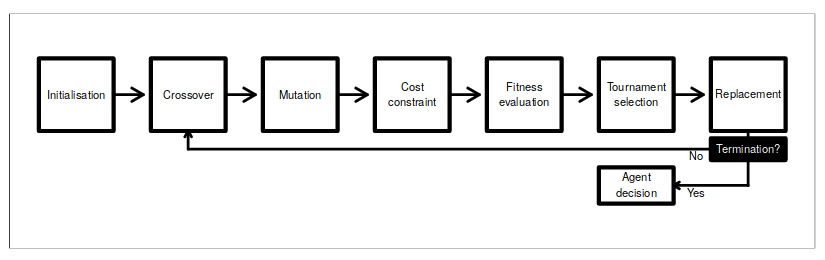 Initialisation
Crossover
Mutation
Cost
constraint
Fitness
evaluation
Tournament
selection
Replacement
Termination?
No
Agent
decision
Yes